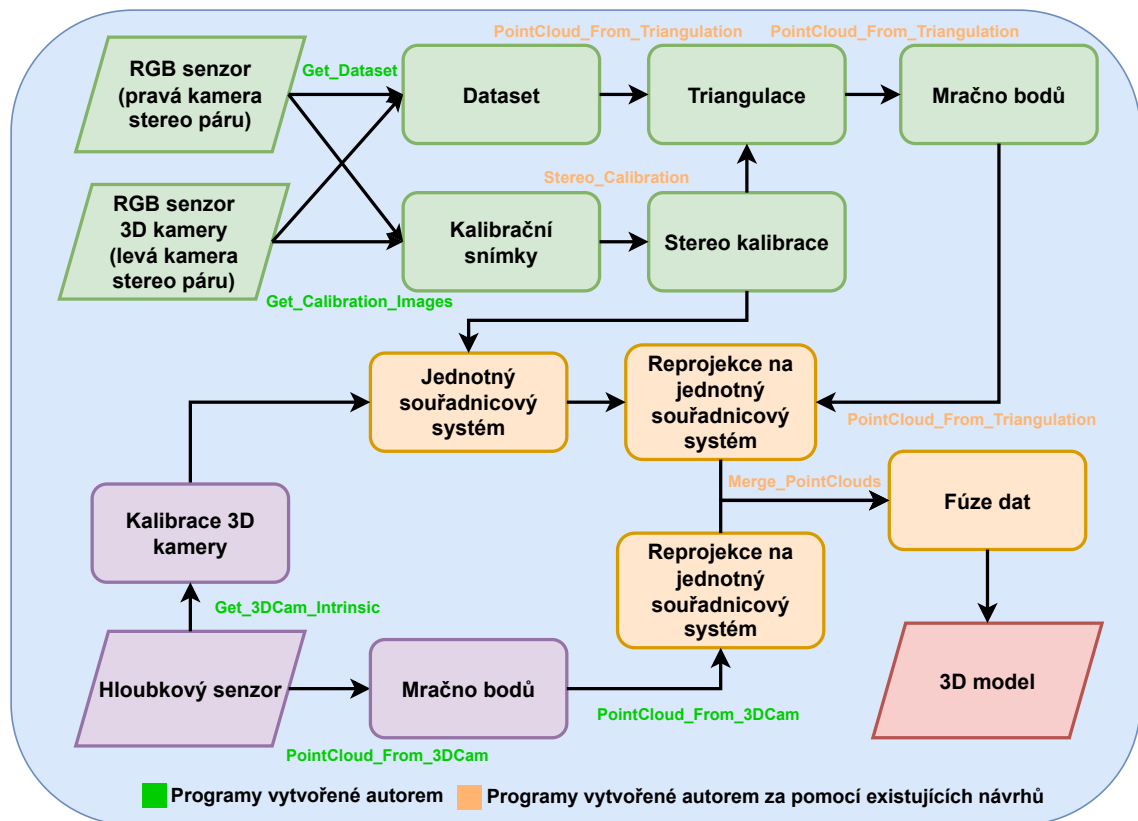 PointCloud_From_Triangulation
PointCloud_From_Triangulation
RGB senzor
(pravá kamera
stereo páru)
Get_Dataset
Dataset
Triangulace
Mračno bodů
RGB senzor
3D kamery
(levá kamera
stereo páru)
Stereo_Calibration
Kalibrační
snímky
Stereo kalibrace
Get_Calibration_Images
Jednotný
souřadnicový
systém
Reprojekce na
jednotný
souřadnicový
systém
PointCloud_From_Triangulation
Merge_PointClouds
Kalibrace 3D
kamery
Fúze dat
Reprojekce na
jednotný
souřadnicový
systém
Get_3DCam_Intrinsic
Hloubkový senzor
Mračno bodů
3D model
PointCloud_From_3DCam
PointCloud_From_3DCam
Programy vytvořené autorem
Programy vytvořené autorem za pomocí existujících návrhů